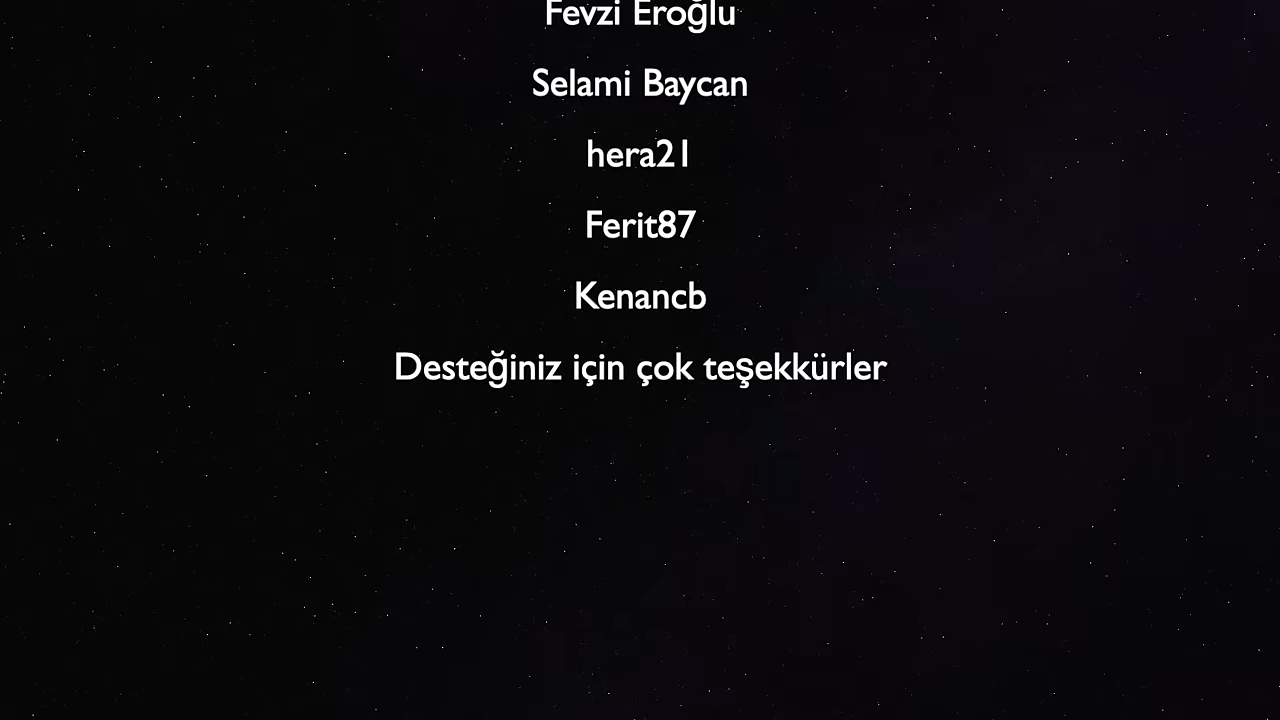 Fevzi Eroğlu
Selami Baycan
hera21
Ferit87
Kenancb
Desteğiniz için çok teşekkürler